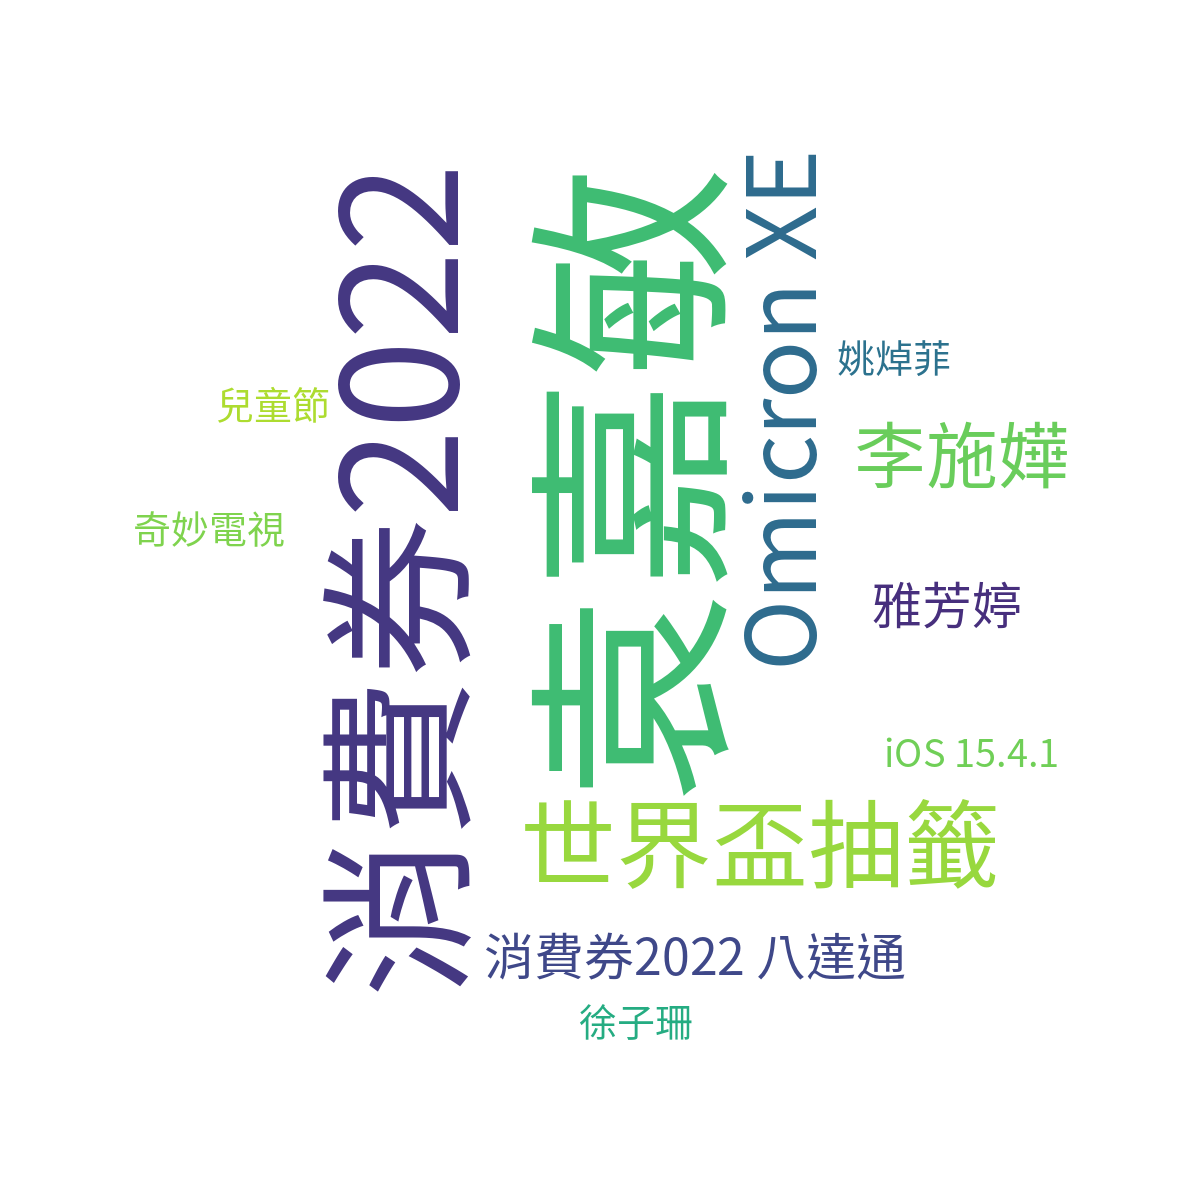 消費券2022
袁嘉敏
Omicron XE
姚焯菲
兒童節
李施嬅
奇妙電視
雅芳婷
iOS 15.4.1
世界盃抽籤
消費券2022 八達通
徐子珊